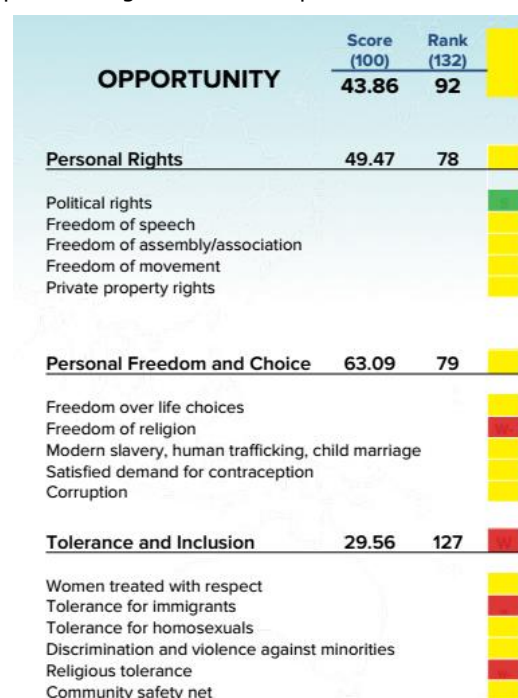 Score Rank
(100) (132)
OPPORTUNITY 43.86 92
Personal Rights 49.47 78
Political rights
Freedom of speech
Freedom of assembly/association
Freedom of movement
Private property rights
Personal Freedom and Choice 63.09 79
Freedom over life choices
Freedom of religion
Modern slavery, human trafficking, child marriage
Satisfied demand for contraception
Corruption
Tolerance and Inclusion 29.56 127 W
Women treated with respect
Tolerance for immigrants
Tolerance for homosexuals
Discrimination and violence against minorities
Religious tolerance
Community safety net